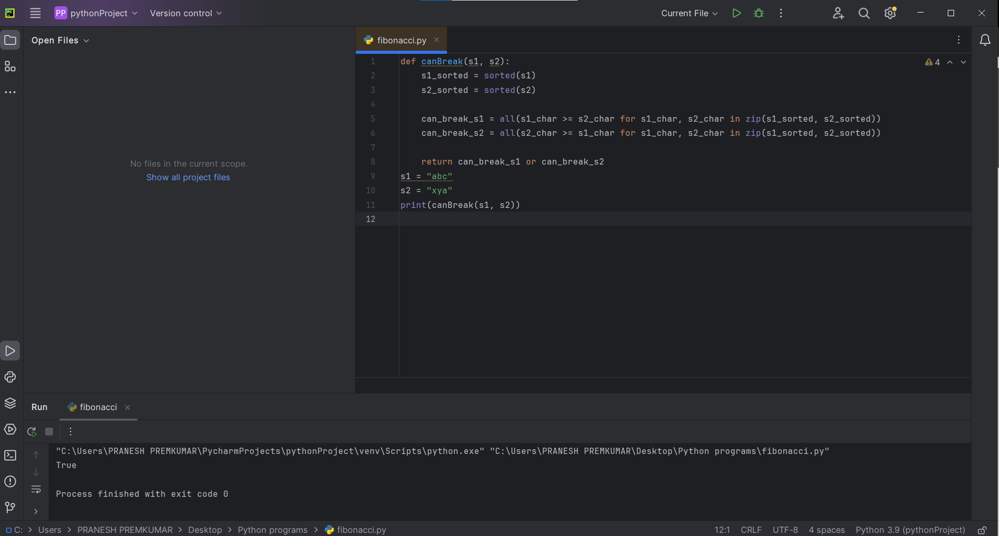 PC
PP pythonProject Version control Current File
Open Files
fibonacci.py
1 def canBreak(s1, s2):
4
2     s1_sorted = sorted(s1)
3     s2_sorted = sorted(s2)
4
5     can_break_s1 = all(s1_char >= s2_char for s1_char, s2_char in zip(s1_sorted, s2_sorted))
6     can_break_s2 = all(s2_char >= s1_char for s1_char, s2_char in zip(s1_sorted, s2_sorted))
7
8     return can_break_s1 or can_break_s2
9 s1 = "abc"
10 s2 = "xya"
11 print(canBreak(s1, s2))
12
No files in the current scope.
Show all project files
Run fibonacci
"C:\Users\PRANESH PREMKUMAR\PycharmProjects\pythonProject\venv\Scripts\python.exe" "C:\Users\PRANESH PREMKUMAR\Desktop\Python programs\fibonacci.py"
True
Process finished with exit code 0
C: > Users > PRANESH PREMKUMAR > Desktop > Python programs > fibonacci.py 12:1 CRLF UTF-8 4 spaces Python 3.9 (pythonProject)